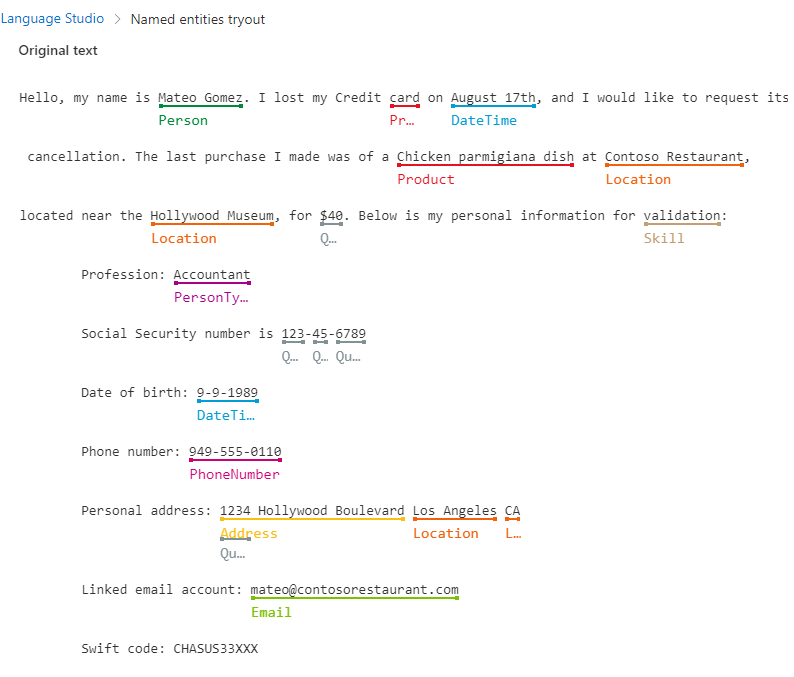 Language Studio > Named entities tryout
Original text
Hello, my name is Mateo Gomez. I lost my Credit card on August 17th, and I would like to request its
Person Pr… DateTime
cancellation. The last purchase I made was of a Chicken parmigiana dish at Contoso Restaurant,
Product Location
located near the Hollywood Museum, for $40. Below is my personal information for validation:
Location Q… Skill
Profession: Accountant
PersonTy…
Social Security number is 123-45-6789
Q… Q… Qu…
Date of birth: 9-9-1989
DateTi…
Phone number: 949-555-0110
PhoneNumber
Personal address: 1234 Hollywood Boulevard Los Angeles CA
Address Location L…
Qu…
Linked email account: mateo@contosorestaurant.com
Email
Swift code: CHASUS33XXX